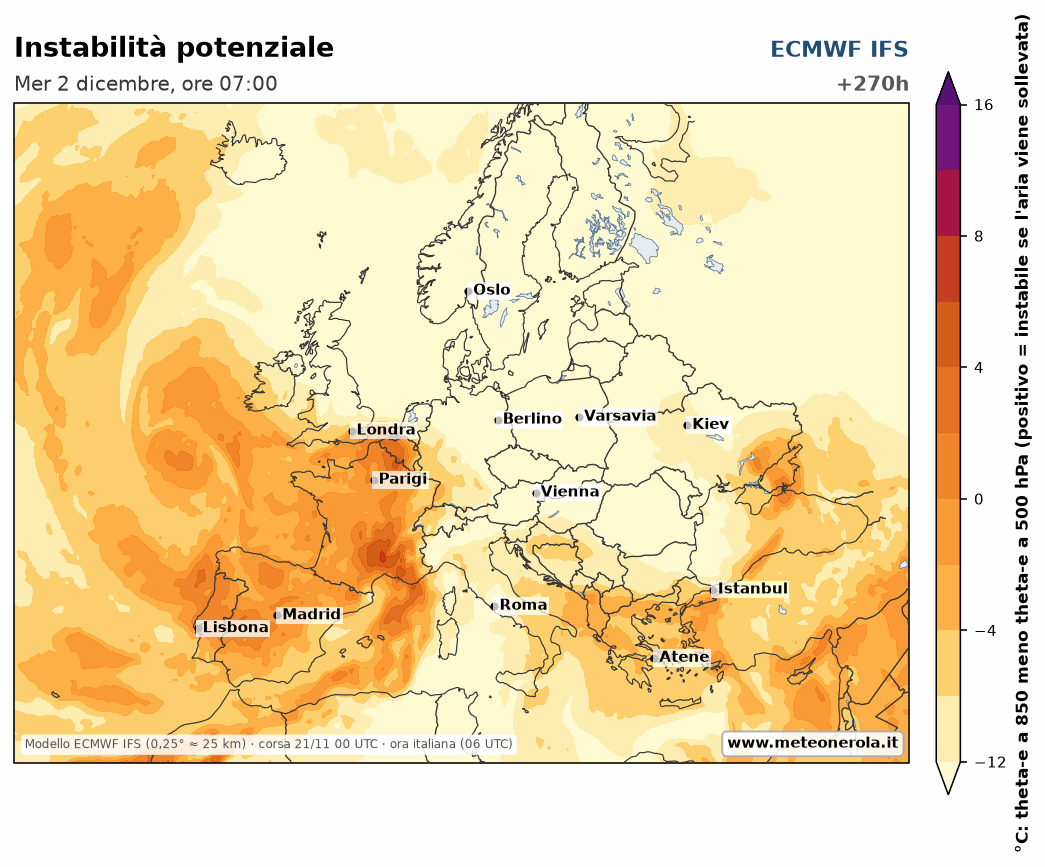 Instabilità potenziale
ECMWF IFS
Mer 2 dicembre, ore 07:00
+270h
Oslo
Berlino
Varsavia
Kiev
Londra
Parigi
Vienna
Istanbul
Roma
Madrid
Lisbona
Atene
Modello ECMWF IFS (0,25° ≈ 25 km) · corsa 21/11 00 UTC · ora italiana (06 UTC)
www.meteonerola.it
16
8
4
0
−4
−12
°C: theta-e a 850 meno theta-e a 500 hPa (positivo = instabile se l'aria viene sollevata)